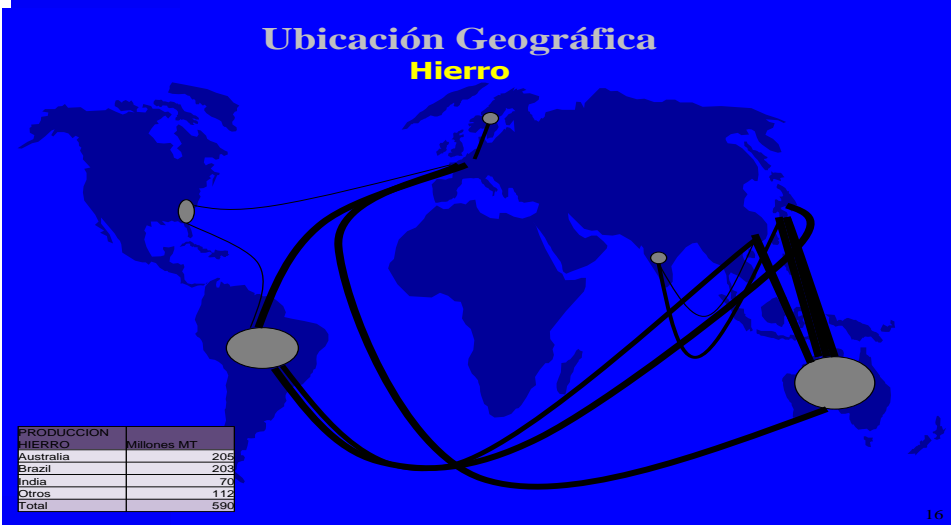 Ubicación Geográfica
Hierro
PRODUCCION
HIERRO Millones MT
Australia 205
Brazil 203
India 70
Otros 112
Total 590
16